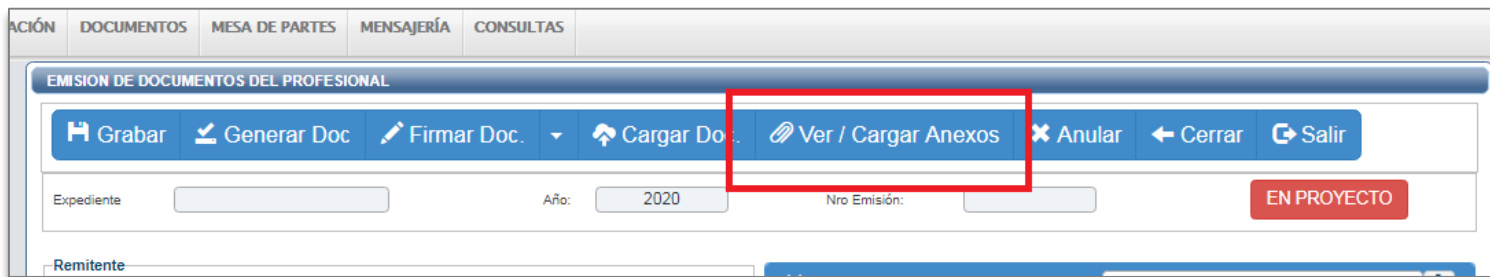 ACIÓN DOCUMENTOS MESA DE PARTES MENSAJERÍA CONSULTAS
EMISION DE DOCUMENTOS DEL PROFESIONAL
Grabar Generar Doc Firmar Doc. Cargar Doc. Ver / Cargar Anexos Anular Cerrar Salir
Expediente Año: 2020 Nro Emisión: EN PROYECTO
Remitente